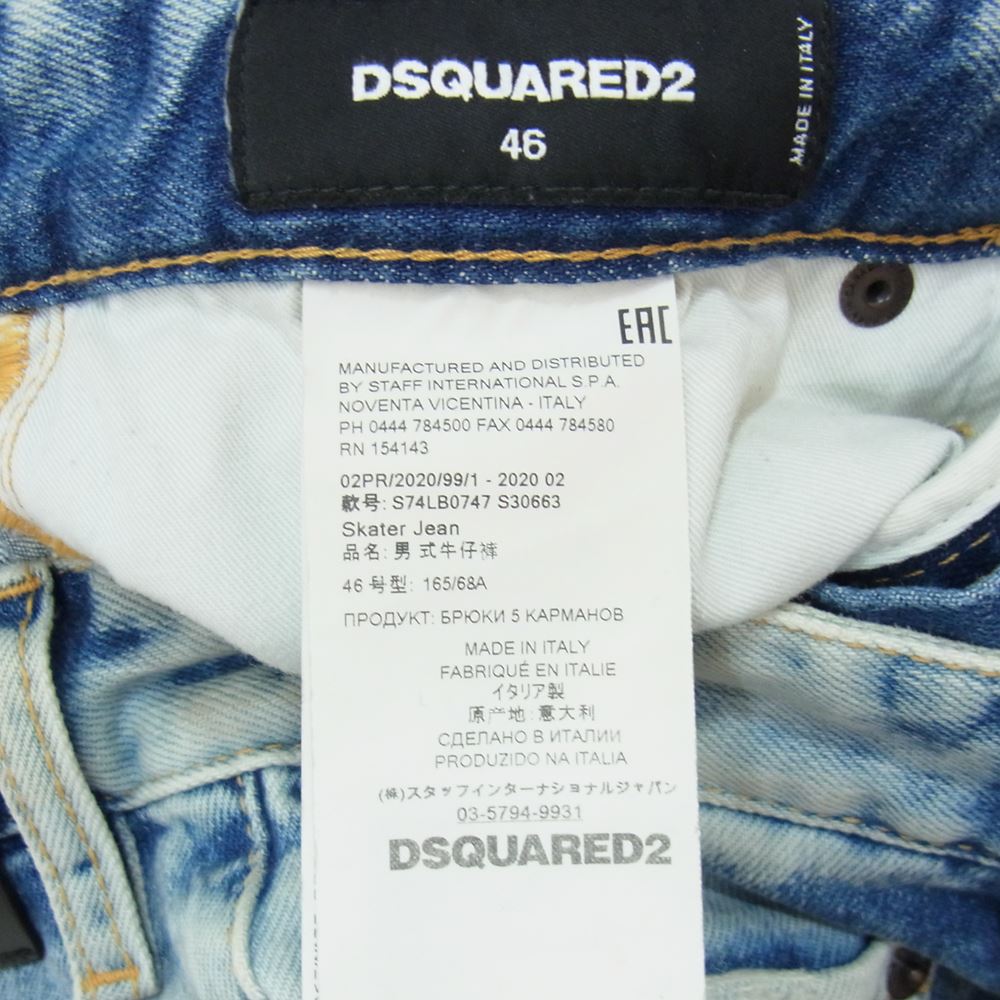 DSQUARED2
46
MADE IN ITALY
EAC
MANUFACTURED AND DISTRIBUTED
BY STAFF INTERNATIONAL S.P.A.
NOVENTA VICENTINA - ITALY
PH 0444 784500 FAX 0444 784580
RN 154143
02PR/2020/99/1 - 2020 02
款号: S74LB0747 S30663
Skater Jean
品名: 男 式牛仔裤
46 号型: 165/68A
ПРОДУКТ: БРЮКИ 5 КАРМАНОВ
MADE IN ITALY
FABRIQUÉ EN ITALIE
イタリア製
原产地: 意大利
СДЕЛАНО В ИТАЛИИ
PRODUZIDO NA ITALIA
(株)スタッフインターナショナルジャパン
03-5794-9931
DSQUARED2